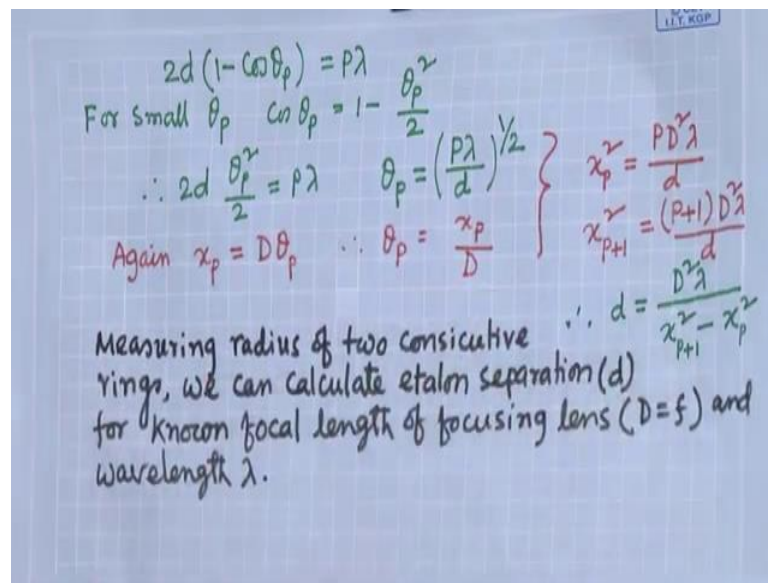 I.I.T. KGP
2d (1 - Cosθp) = Pλ
For small θp Cos θp = 1 - θp²/2
∴ 2d θp²/2 = Pλ θp = (Pλ/d)^1/2 } xp² = PD²λ/d
Again xp = Dθp ∴ θp = xp/D x²p+1 = (P+1)D²λ/d
∴ d = D²λ/(x²p+1 - xp²)
Measuring radius of two consicutive
rings, we can calculate etalon separation (d)
for known focal length of focusing lens (D=f) and
wavelength λ.